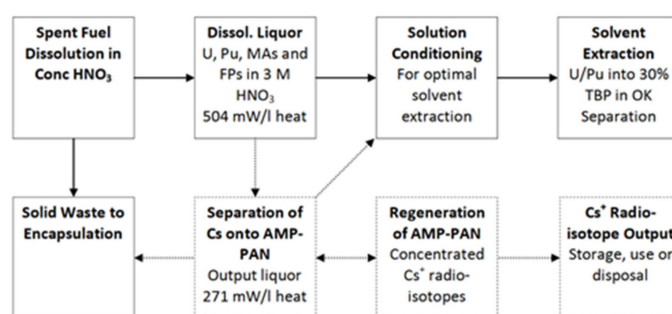 Spent Fuel
Dissolution in
Conc HNO₃
Dissol. Liquor
U, Pu, MAs and
FPs in 3 M
HNO₃
504 mW/l heat
Solution
Conditioning
For optimal
solvent
extraction
Solvent
Extraction
U/Pu into 30%
TBP in OK
Separation
Solid Waste to
Encapsulation
Separation of
Cs onto AMP-
PAN
Output liquor
271 mW/l heat
Regeneration
of AMP-PAN
Concentrated
Cs⁺ radio-
isotopes
Cs⁺ Radio-
isotope Output
Storage, use or
disposal